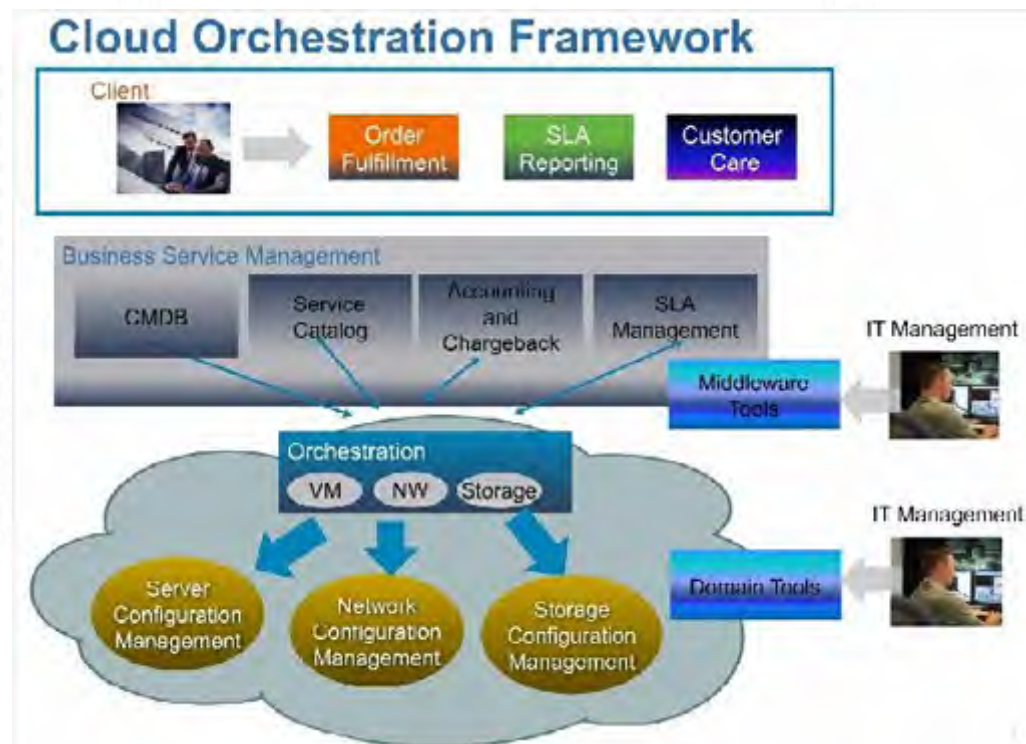 Cloud Orchestration Framework
Client
Order
Fulfillment
SLA
Reporting
Customer
Care
Business Service Management
CMDB
Service
Catalog
Accounting
and
Chargeback
SLA
Management
IT Management
Middleware
Tools
Orchestration
VM
NW
Storage
IT Management
Domain Tools
Server
Configuration
Management
Network
Configuration
Management
Storage
Configuration
Management